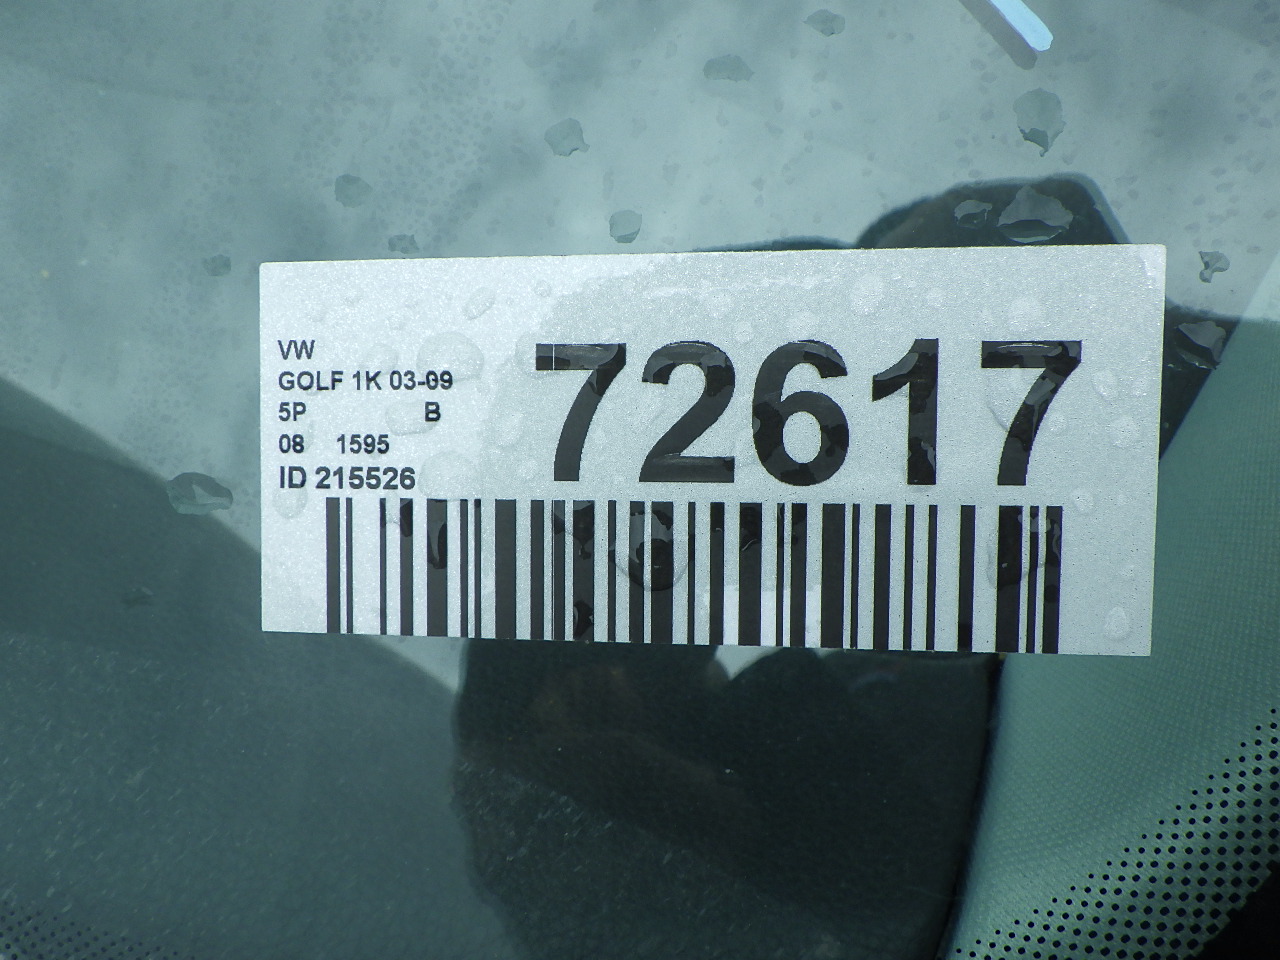 VW
GOLF 1K 03-09
5P B
08 1595
ID 215526
72617